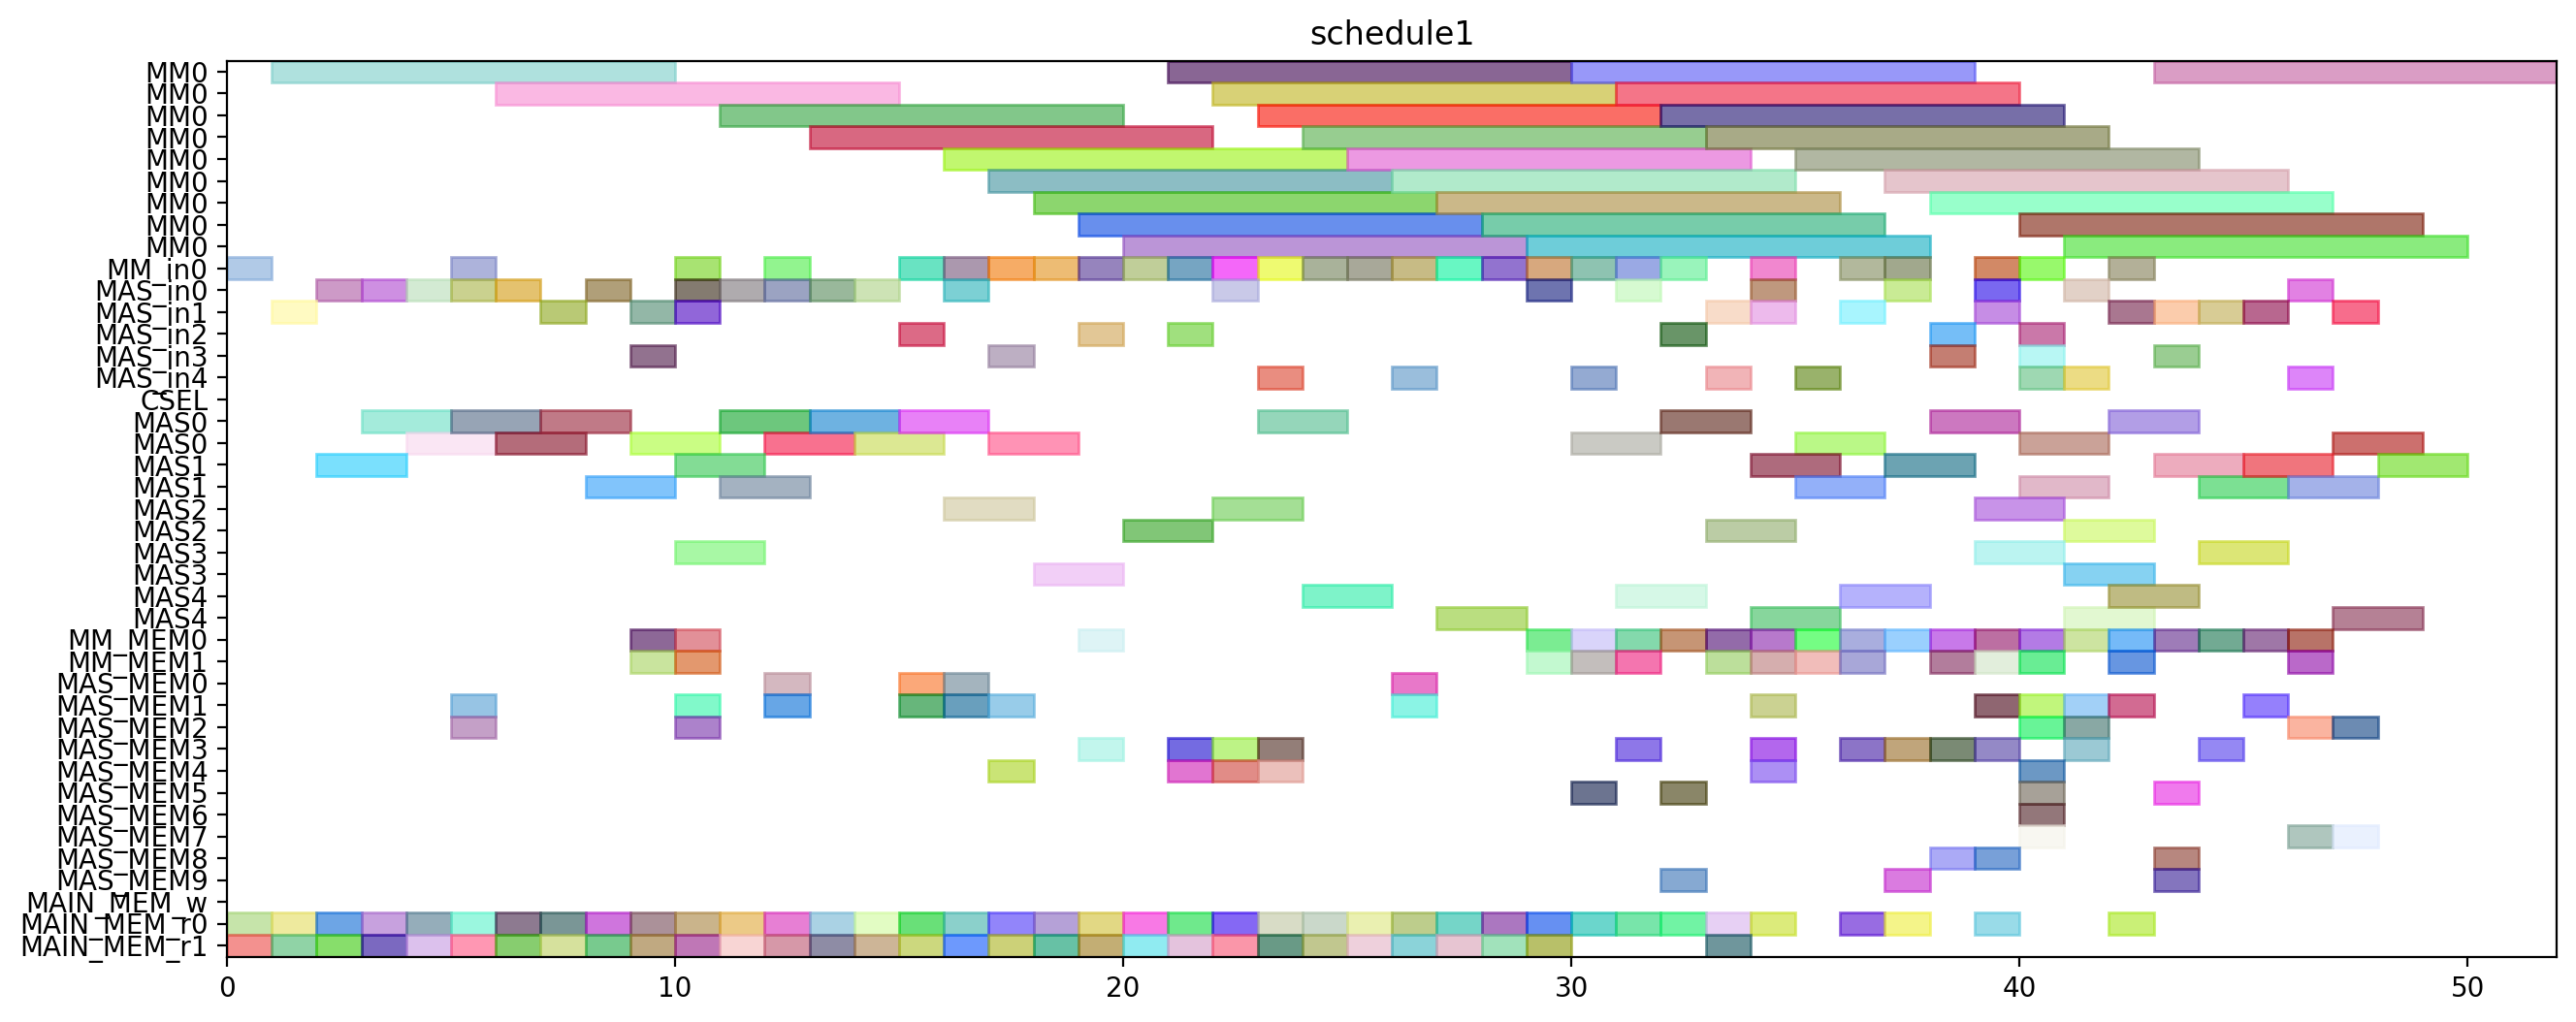 schedule1
MM0
MM0
MM0
MM0
MM0
MM0
MM0
MM0
MM0
MM_in0
MAS_in0
MAS_in1
MAS_in2
MAS_in3
MAS_in4
CSEL
MAS0
MAS0
MAS1
MAS1
MAS2
MAS2
MAS3
MAS3
MAS4
MAS4
MM_MEM0
MM_MEM1
MAS_MEM0
MAS_MEM1
MAS_MEM2
MAS_MEM3
MAS_MEM4
MAS_MEM5
MAS_MEM6
MAS_MEM7
MAS_MEM8
MAS_MEM9
MAIN_MEM_w
MAIN_MEM_r0
MAIN_MEM_r1
0 10 20 30 40 50